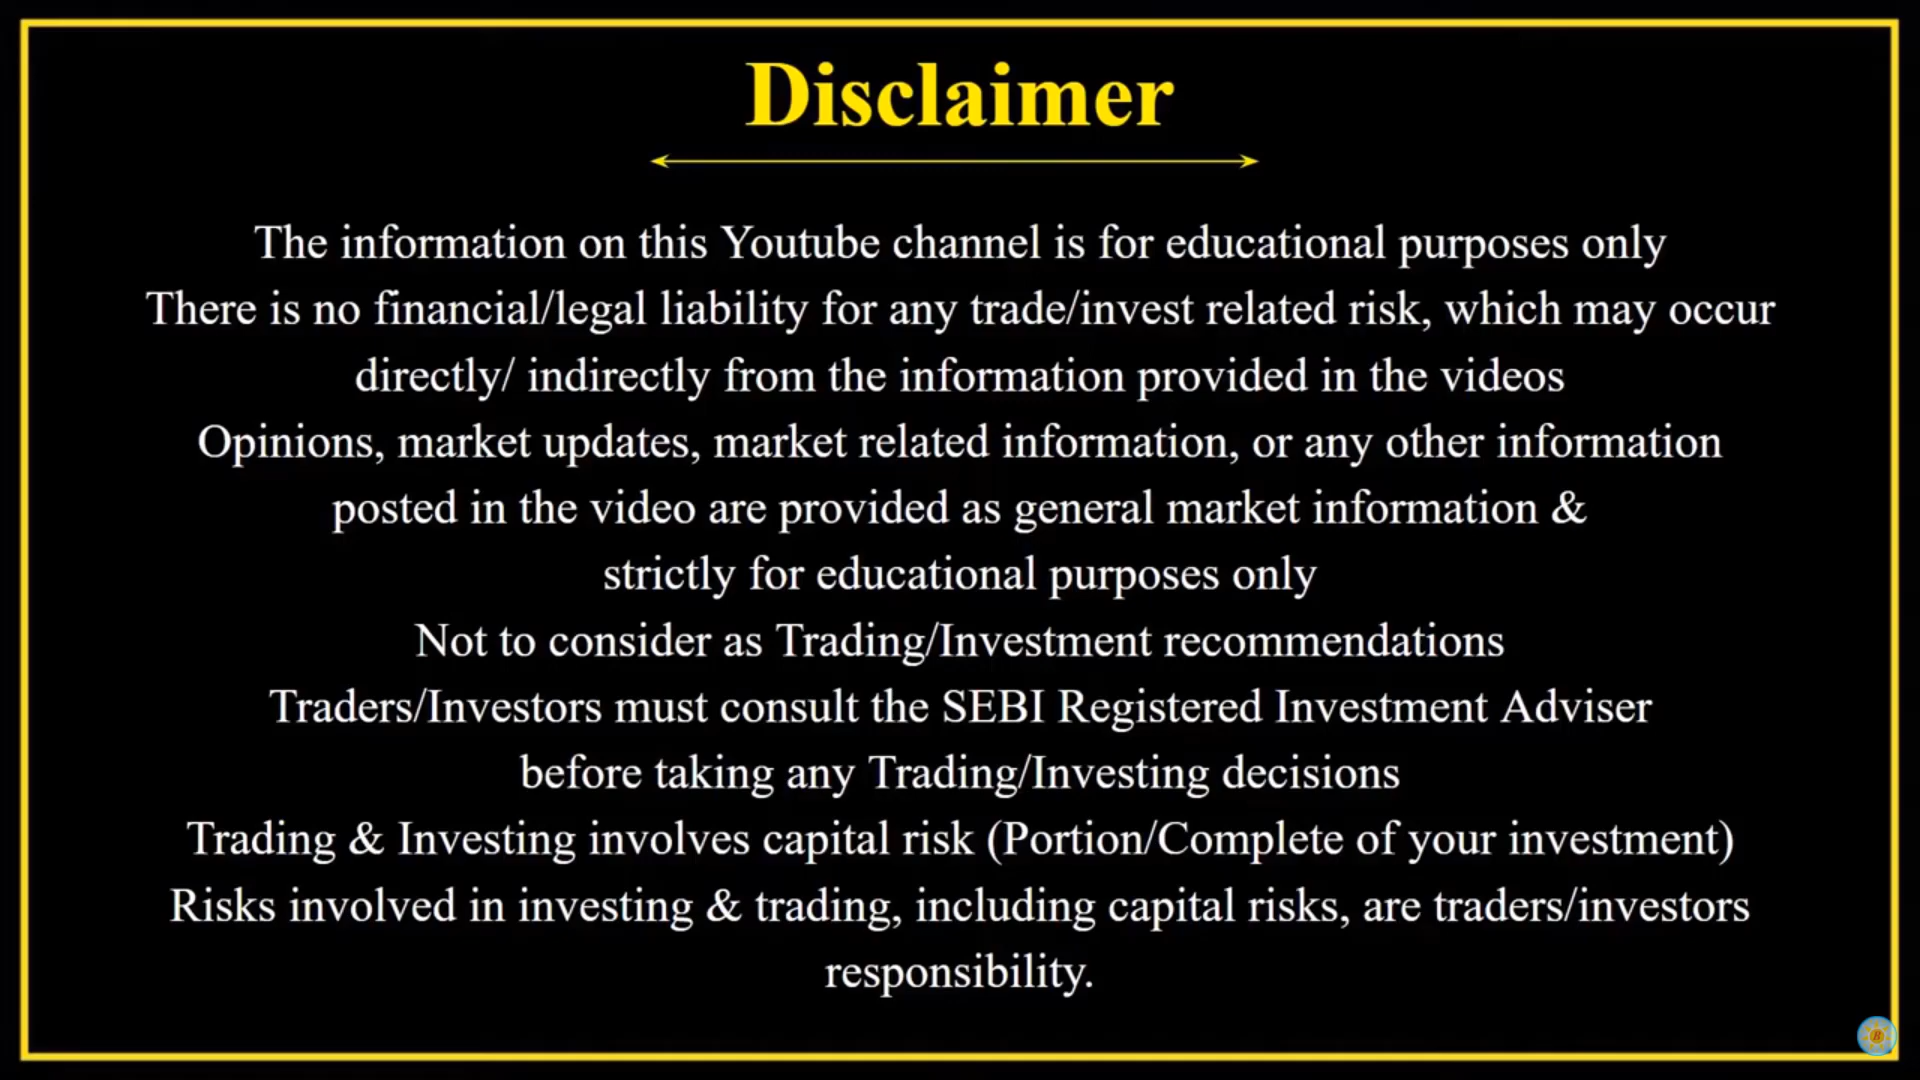 Disclaimer
The information on this Youtube channel is for educational purposes only
There is no financial/legal liability for any trade/invest related risk, which may occur
directly/ indirectly from the information provided in the videos
Opinions, market updates, market related information, or any other information
posted in the video are provided as general market information &
strictly for educational purposes only
Not to consider as Trading/Investment recommendations
Traders/Investors must consult the SEBI Registered Investment Adviser
before taking any Trading/Investing decisions
Trading & Investing involves capital risk (Portion/Complete of your investment)
Risks involved in investing & trading, including capital risks, are traders/investors
responsibility.